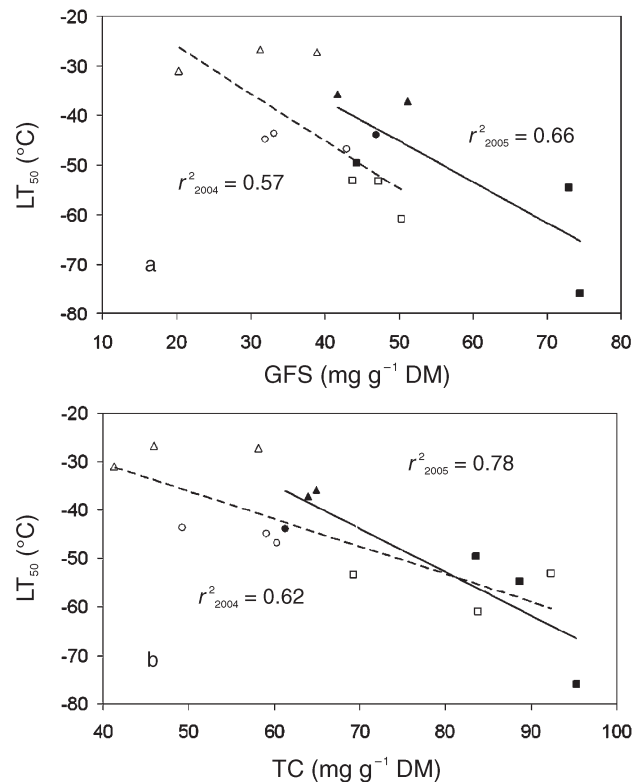 -20
-30
-40
-50
-60
-70
-80
LT50 (°C)
r²2005 = 0.66
r²2004 = 0.57
a
10 20 30 40 50 60 70 80
GFS (mg g⁻¹ DM)
-20
-30
-40
-50
-60
-70
-80
LT50 (°C)
r²2005 = 0.78
r²2004 = 0.62
b
40 50 60 70 80 90 100
TC (mg g⁻¹ DM)